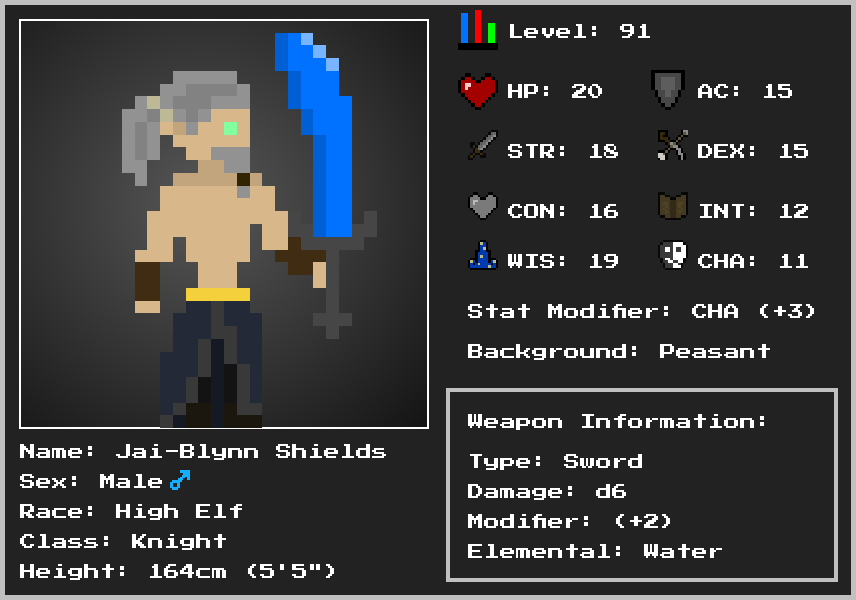 Level: 91
HP: 20
AC: 15
STR: 18
DEX: 15
CON: 16
INT: 12
WIS: 19
CHA: 11
Stat Modifier: CHA (+3)
Background: Peasant
Name: Jai-Blynn Shields
Sex: Male ♂
Race: High Elf
Class: Knight
Height: 164cm (5'5")
Weapon Information:
Type: Sword
Damage: d6
Modifier: (+2)
Elemental: Water